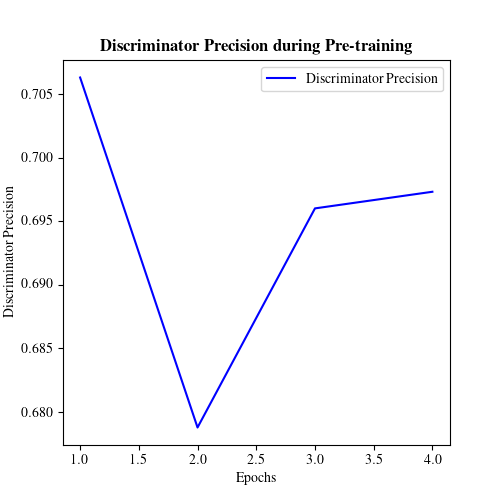 Discriminator Precision during Pre-training
Discriminator Precision
0.705
0.700
0.695
0.690
0.685
0.680
Discriminator Precision
1.0 1.5 2.0 2.5 3.0 3.5 4.0
Epochs